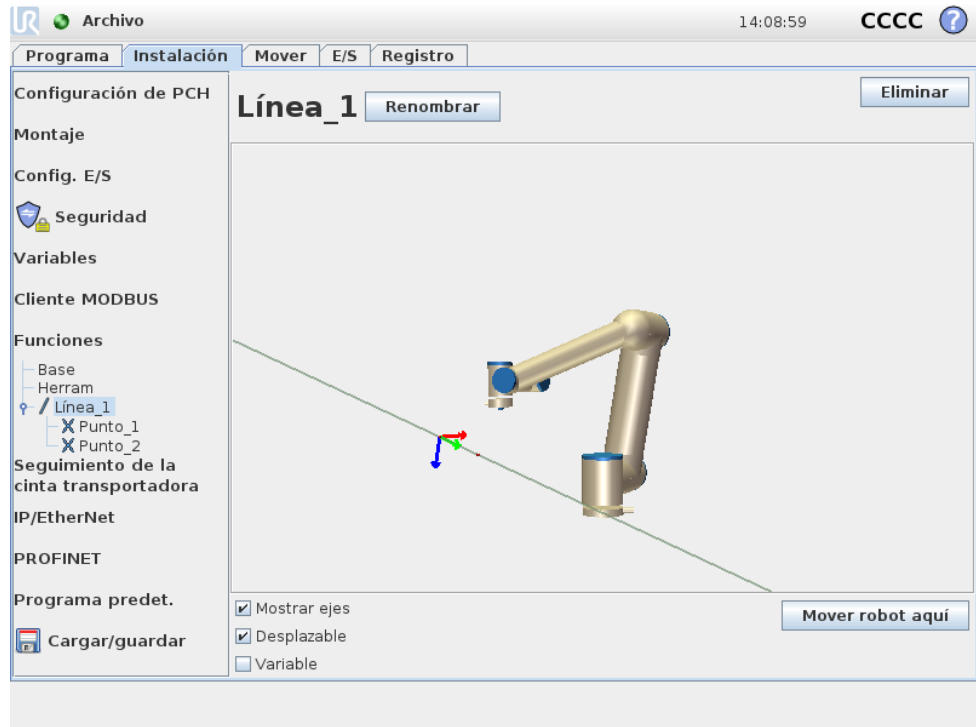 UR
Archivo
14:08:59
CCCC
?
Programa
Instalación
Mover
E/S
Registro
Configuración de PCH
Montaje
Config. E/S
Seguridad
Variables
Cliente MODBUS
Funciones
Base
Herram
Línea_1
Punto_1
Punto_2
Seguimiento de la
cinta transportadora
IP/EtherNet
PROFINET
Programa predet.
Cargar/guardar
Línea_1
Renombrar
Eliminar
Mostrar ejes
Desplazable
Variable
Mover robot aquí